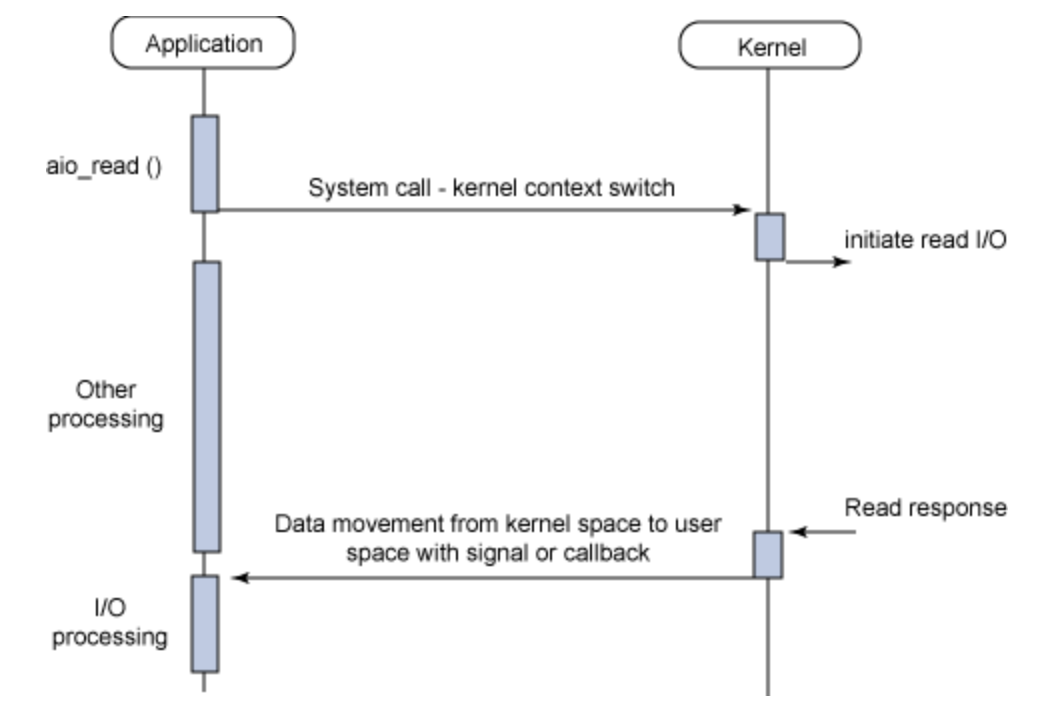 Application
Kernel
aio_read ()
System call - kernel context switch
initiate read I/O
Other
processing
Read response
Data movement from kernel space to user
space with signal or callback
I/O
processing